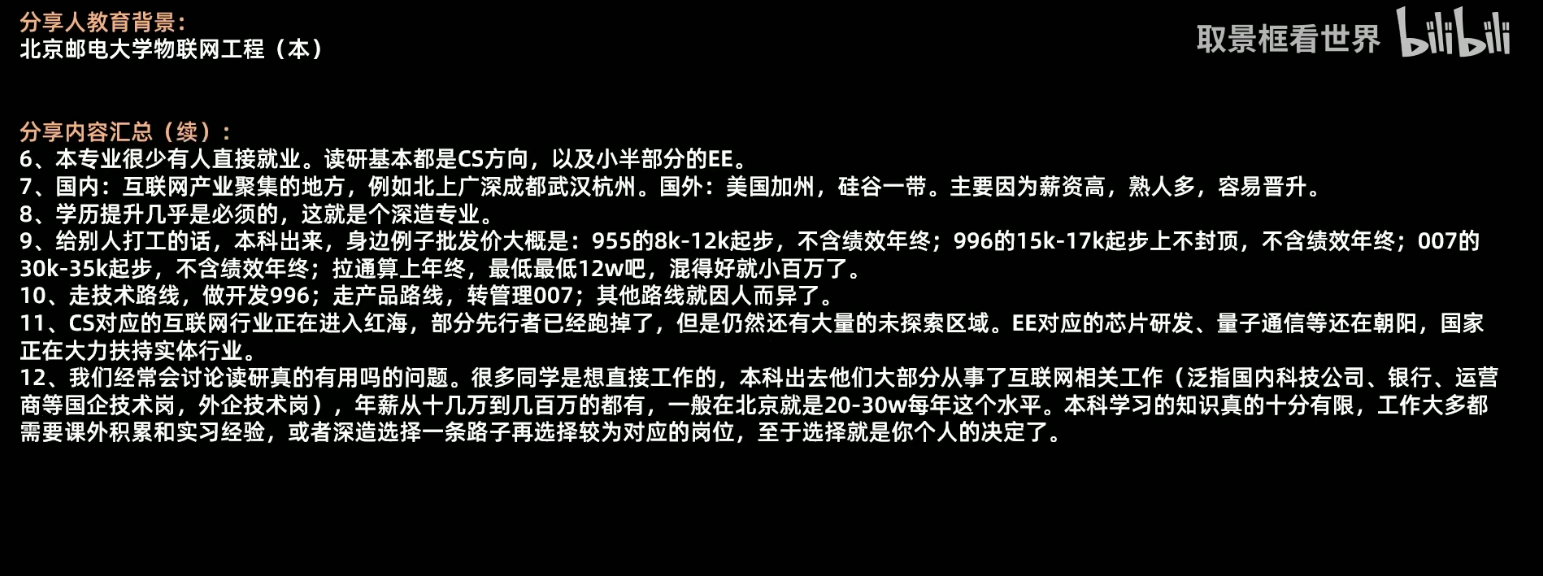 分享人教育背景：
北京邮电大学物联网工程（本）
取景框看世界 bilibili
分享内容汇总（续）:
6、本专业很少有人直接就业。读研基本都是CS方向，以及小半部分的EE。
7、国内：互联网产业聚集的地方，例如北上广深成都武汉杭州。国外：美国加州，硅谷一带。主要因为薪资高，熟人多，容易晋升。
8、学历提升几乎是必须的，这就是个深造专业。
9、给别人打工的话，本科出来，身边例子批发价大概是：955的8k-12k起步，不含绩效年终；996的15k-17k起步上不封顶，不含绩效年终；007的
30k-35k起步，不含绩效年终；拉通算上年终，最低最低12w吧，混得好就小百万了。
10、走技术路线，做开发996；走产品路线，转管理007；其他路线就因人而异了。
11、CS对应的互联网行业正在进入红海，部分先行者已经跑掉了，但是仍然还有大量的未探索区域。EE对应的芯片研发、量子通信等还在朝阳，国家
正在大力扶持实体行业。
12、我们经常会讨论读研真的有用吗的问题。很多同学是想直接工作的，本科出去他们大部分从事了互联网相关工作（泛指国内科技公司、银行、运营
商等国企技术岗，外企技术岗），年薪从十几万到几百万的都有，一般在北京就是20-30w每年这个水平。本科学习的知识真的十分有限，工作大多都
需要课外积累和实习经验，或者深造选择一条路子再选择较为对应的岗位，至于选择就是你个人的决定了。